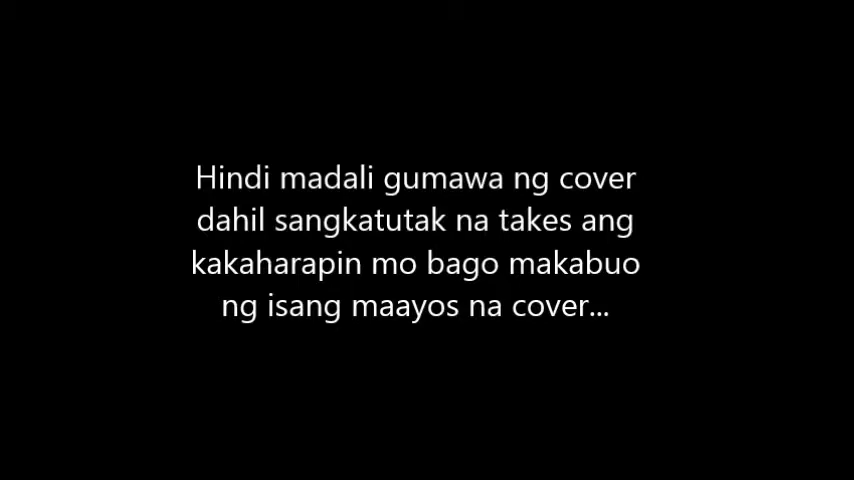 Hindi madali gumawa ng cover
dahil sangkatutak na takes ang
kakaharapin mo bago makabuo
ng isang maayos na cover...